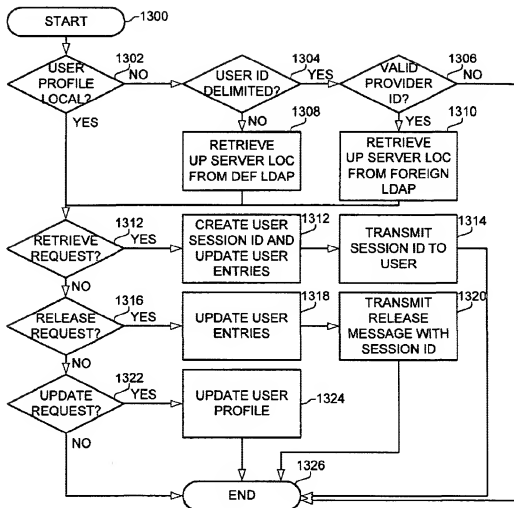 START
1300
USER
PROFILE
LOCAL?
1302
NO
YES
USER ID
DELIMITED?
1304
YES
NO
VALID
PROVIDER
ID?
1306
NO
YES
RETRIEVE
UP SERVER LOC
FROM DEF LDAP
1308
RETRIEVE
UP SERVER LOC
FROM FOREIGN
LDAP
1310
RETRIEVE
REQUEST?
1312
YES
NO
CREATE USER
SESSION ID AND
UPDATE USER
ENTRIES
1312
TRANSMIT
SESSION ID TO
USER
1314
RELEASE
REQUEST?
1316
YES
NO
UPDATE USER
ENTRIES
1318
TRANSMIT
RELEASE
MESSAGE WITH
SESSION ID
1320
UPDATE
REQUEST?
1322
YES
NO
UPDATE USER
PROFILE
1324
END
1326